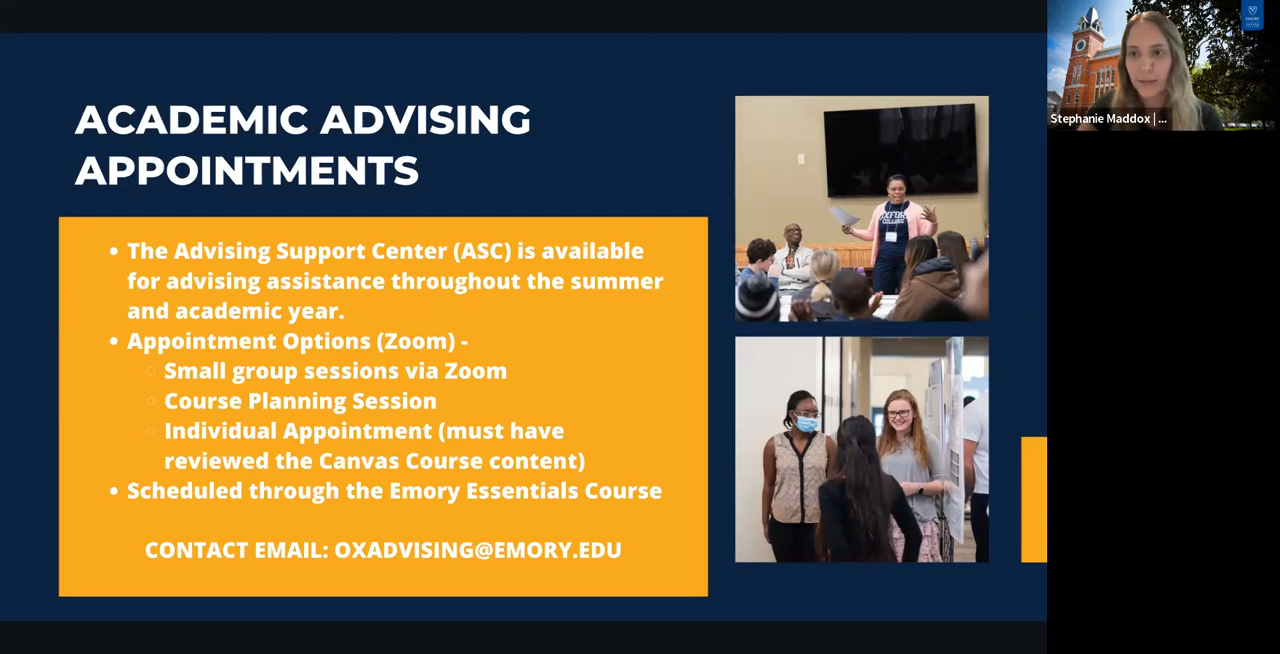 ACADEMIC ADVISING
APPOINTMENTS
• The Advising Support Center (ASC) is available
for advising assistance throughout the summer
and academic year.
• Appointment Options (Zoom) -
○ Small group sessions via Zoom
○ Course Planning Session
○ Individual Appointment (must have
reviewed the Canvas Course content)
• Scheduled through the Emory Essentials Course
CONTACT EMAIL: OXADVISING@EMORY.EDU
OXFORD
COLLEGE
EMORY
Stephanie Maddox | ...